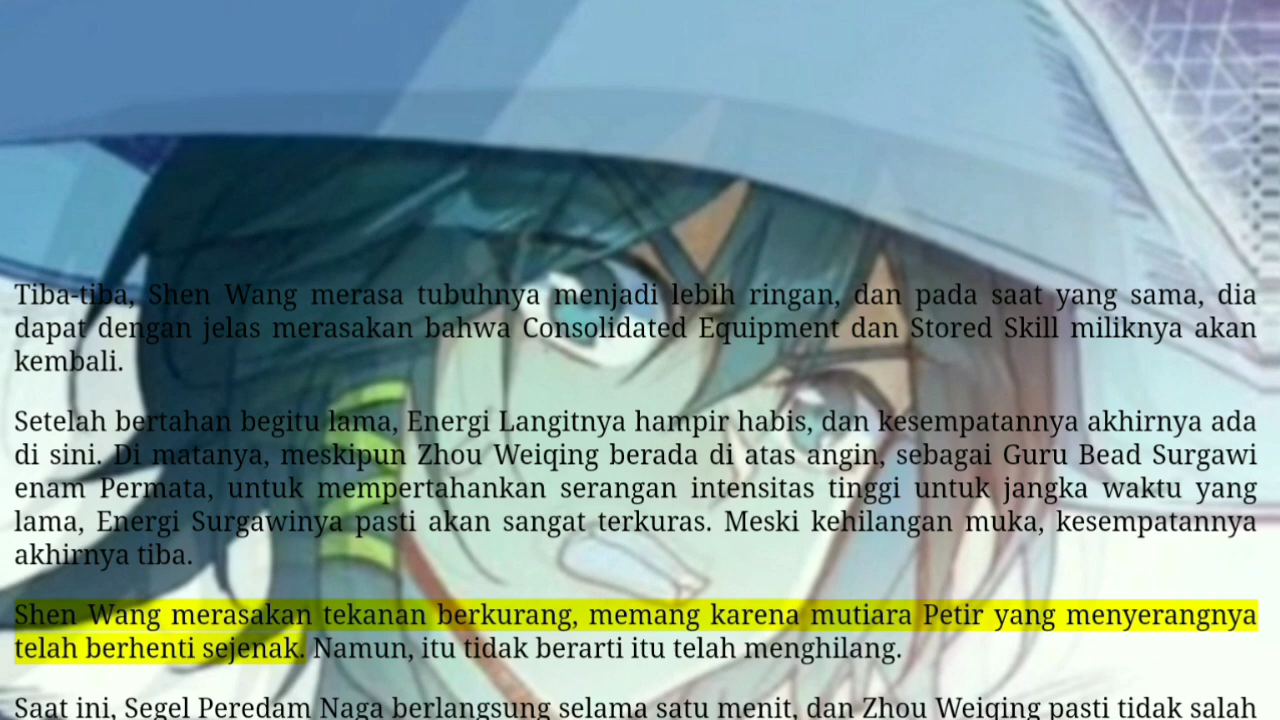 Tiba-tiba, Shen Wang merasa tubuhnya menjadi lebih ringan, dan pada saat yang sama, dia
dapat dengan jelas merasakan bahwa Consolidated Equipment dan Stored Skill miliknya akan
kembali.
Setelah bertahan begitu lama, Energi Langitnya hampir habis, dan kesempatannya akhirnya ada
di sini. Di matanya, meskipun Zhou Weiqing berada di atas angin, sebagai Guru Bead Surgawi
enam Permata, untuk mempertahankan serangan intensitas tinggi untuk jangka waktu yang
lama, Energi Surgawinya pasti akan sangat terkuras. Meski kehilangan muka, kesempatannya
akhirnya tiba.
Shen Wang merasakan tekanan berkurang, memang karena mutiara Petir yang menyerangnya
telah berhenti sejenak. Namun, itu tidak berarti itu telah menghilang.
Saat ini, Segel Peredam Naga berlangsung selama satu menit, dan Zhou Weiqing pasti tidak salah